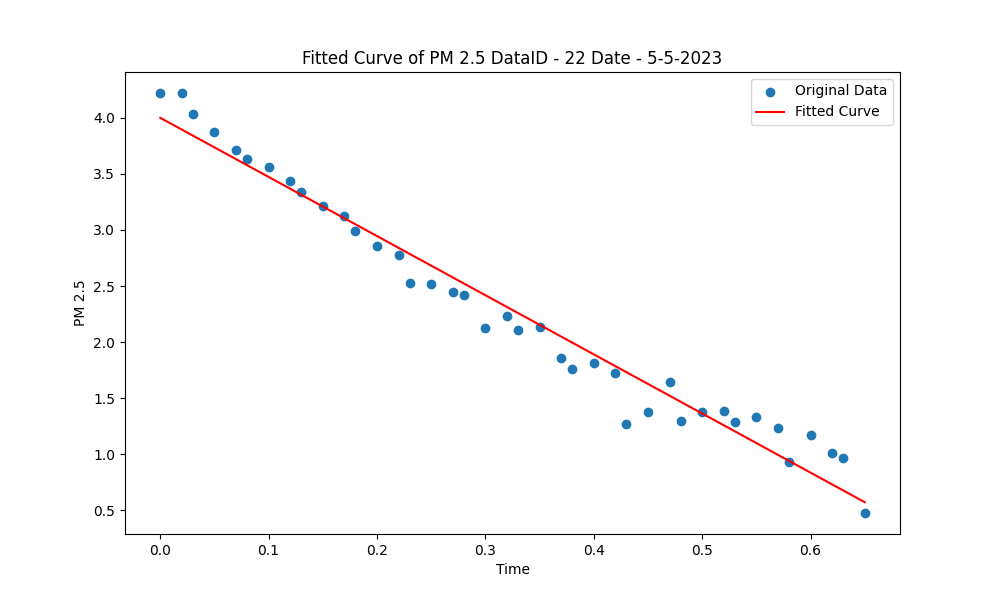 Fitted Curve of PM 2.5 DataID - 22 Date - 5-5-2023
Original Data
Fitted Curve
4.0
3.5
3.0
2.5
2.0
1.5
1.0
0.5
PM 2.5
0.0 0.1 0.2 0.3 0.4 0.5 0.6
Time